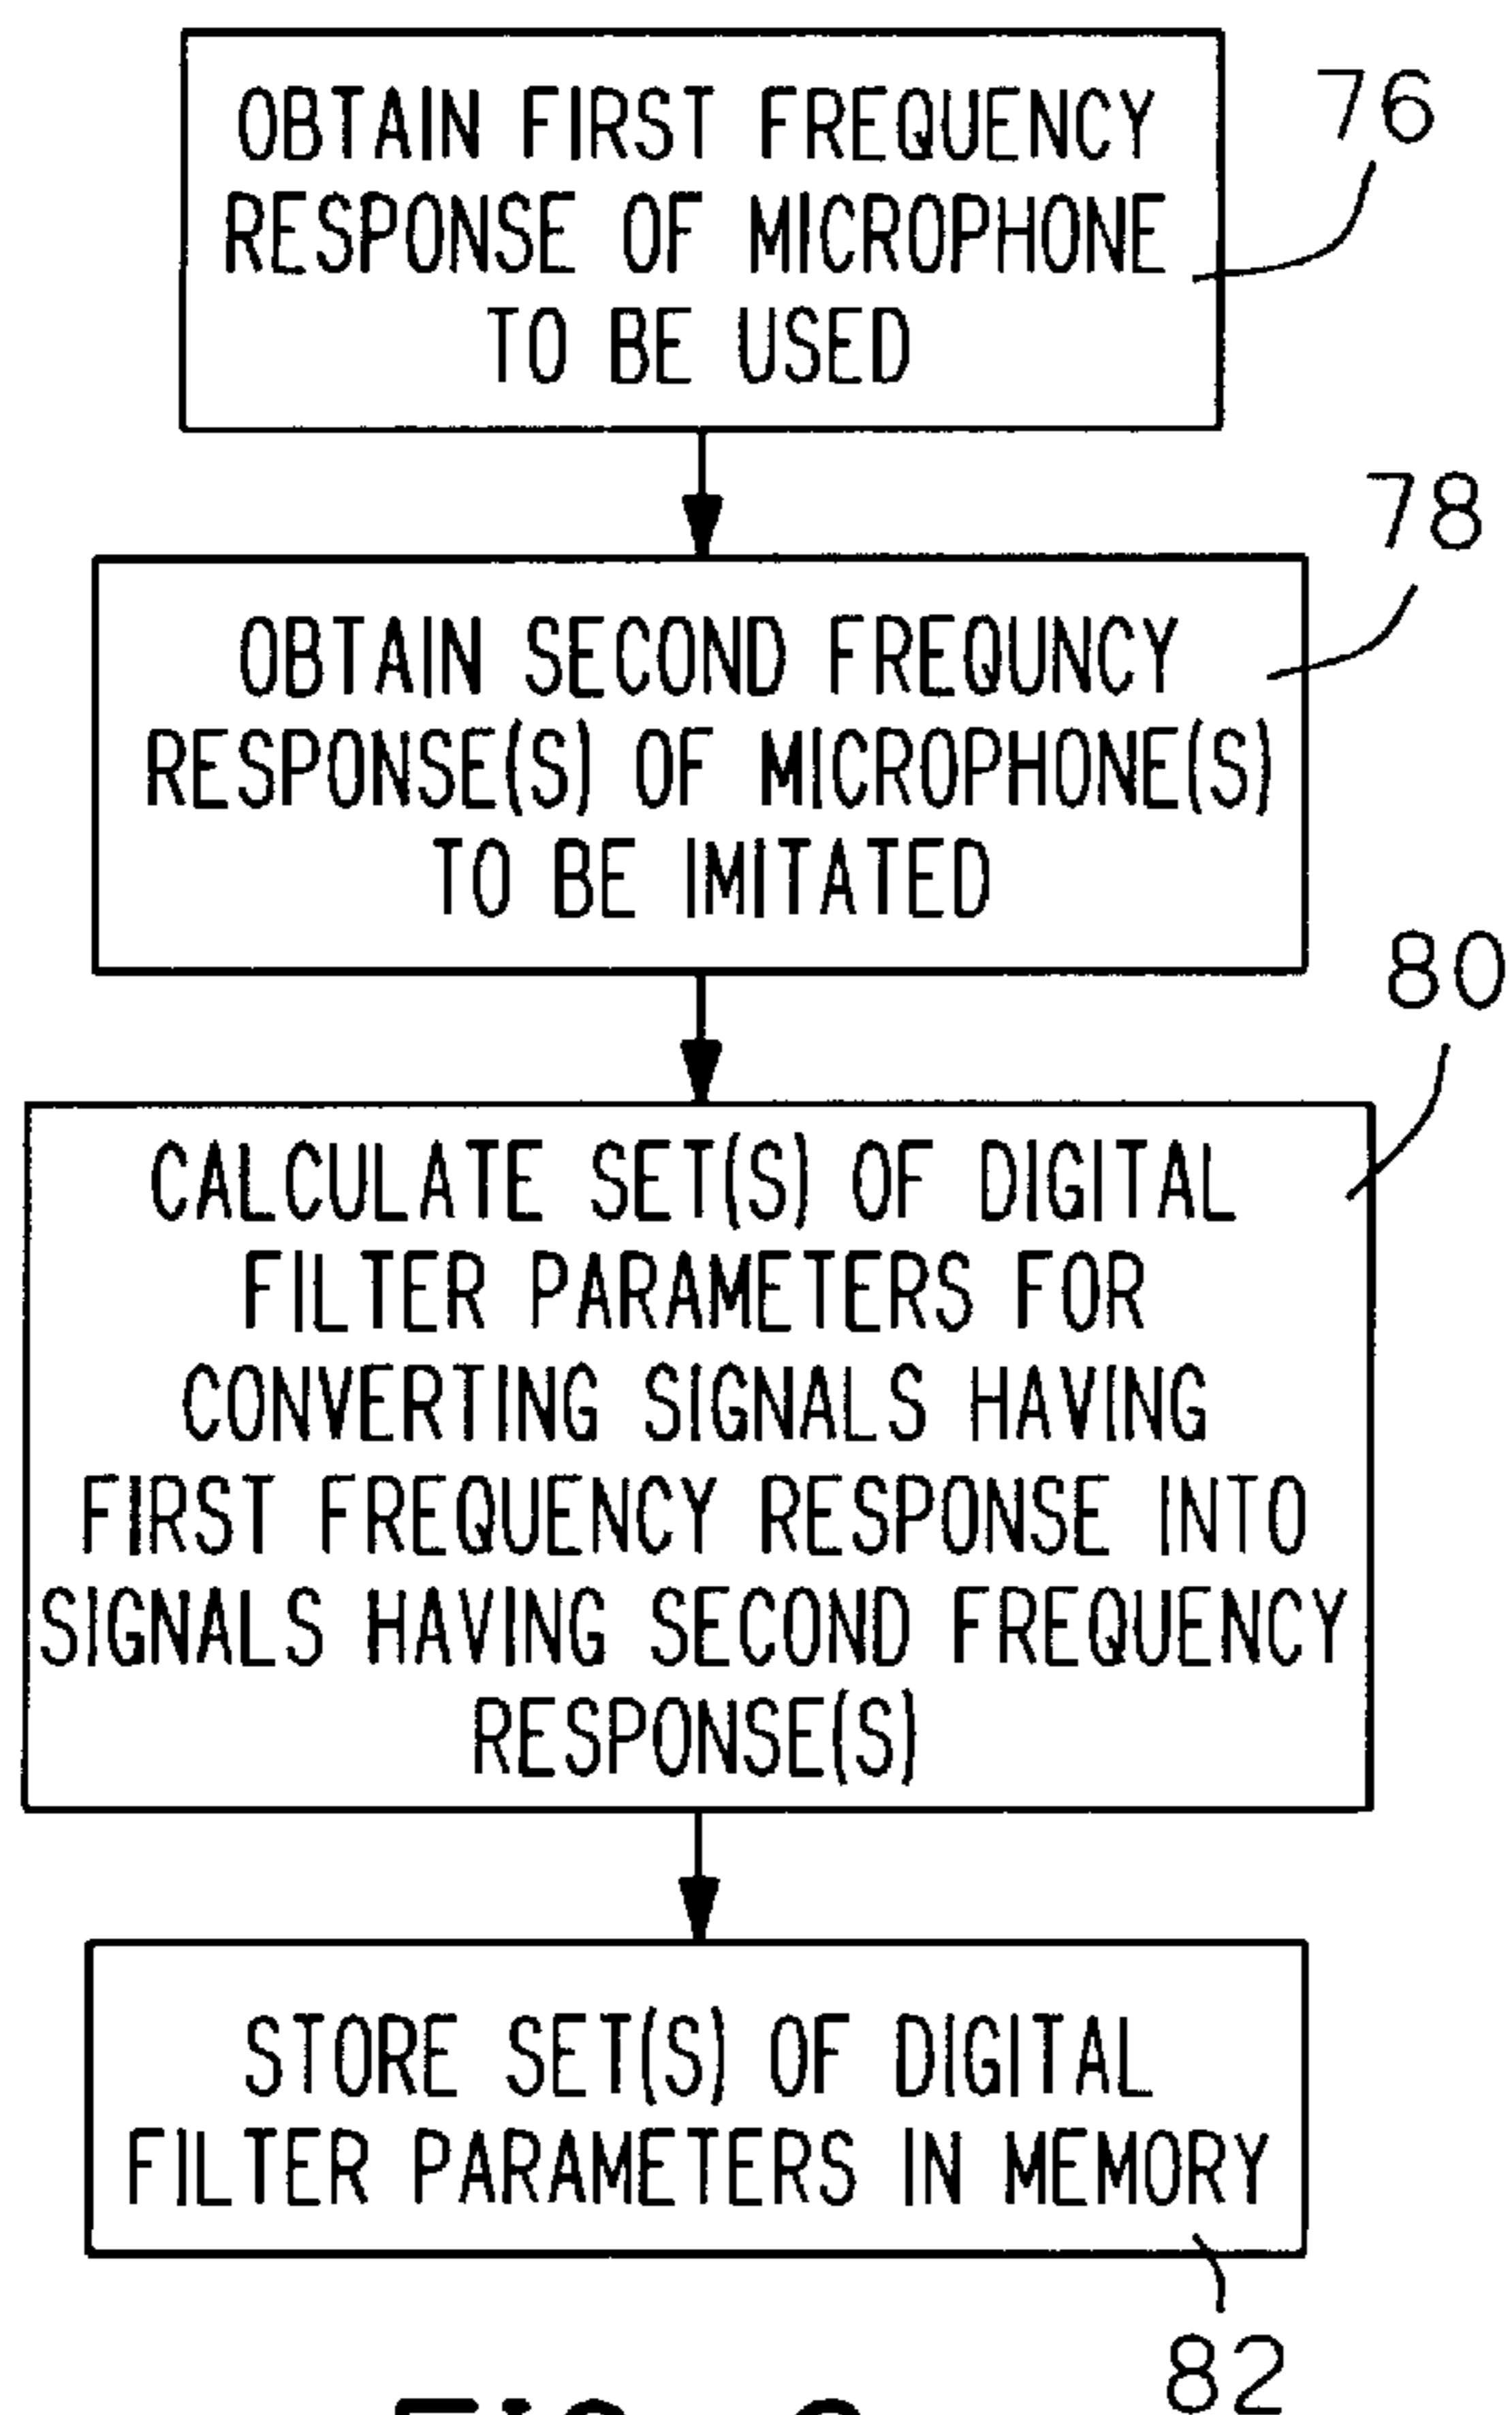 OBTAIN FIRST FREQUENCY
RESPONSE OF MICROPHONE
TO BE USED
76
OBTAIN SECOND FREQUNCY
RESPONSE(S) OF MICROPHONE(S)
TO BE IMITATED
78
CALCULATE SET(S) OF DIGITAL
FILTER PARAMETERS FOR
CONVERTING SIGNALS HAVING
FIRST FREQUENCY RESPONSE INTO
SIGNALS HAVING SECOND FREQUENCY
RESPONSE(S)
80
STORE SET(S) OF DIGITAL
FILTER PARAMETERS IN MEMORY
82